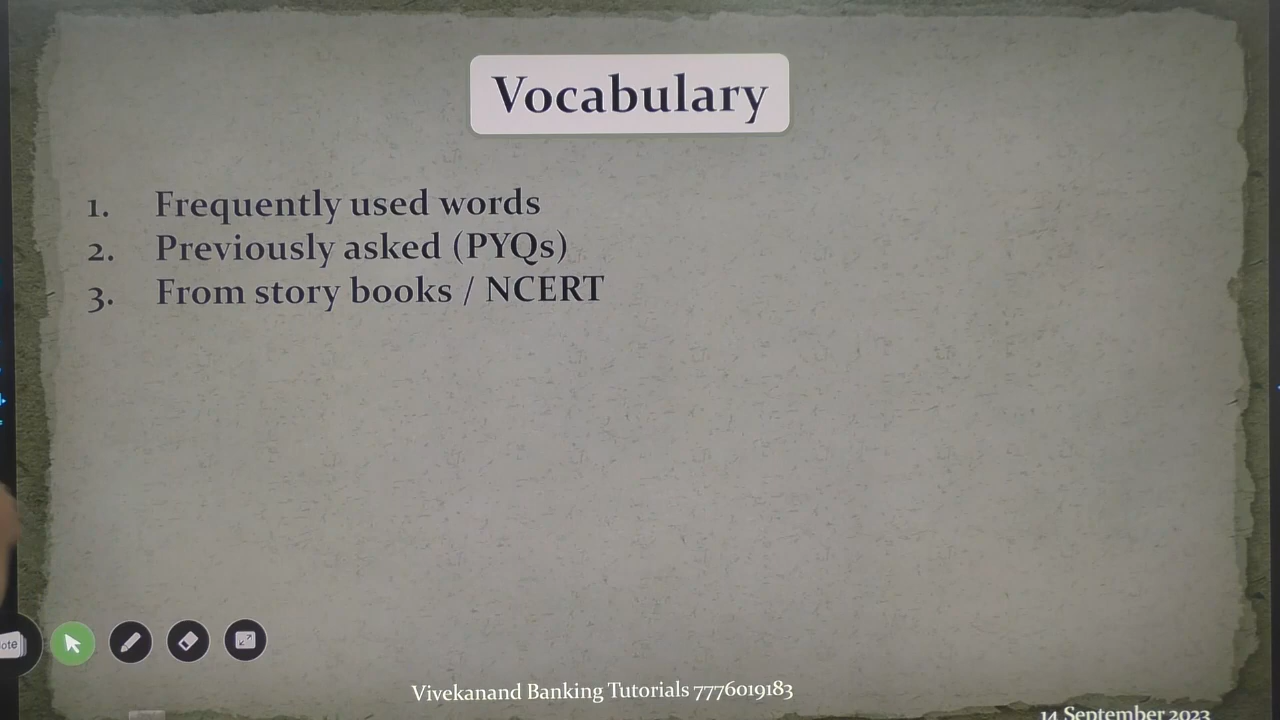 Vocabulary
1. Frequently used words
2. Previously asked (PYQs)
3. From story books / NCERT
ote
Vivekanand Banking Tutorials 7776019183
14 September 2023